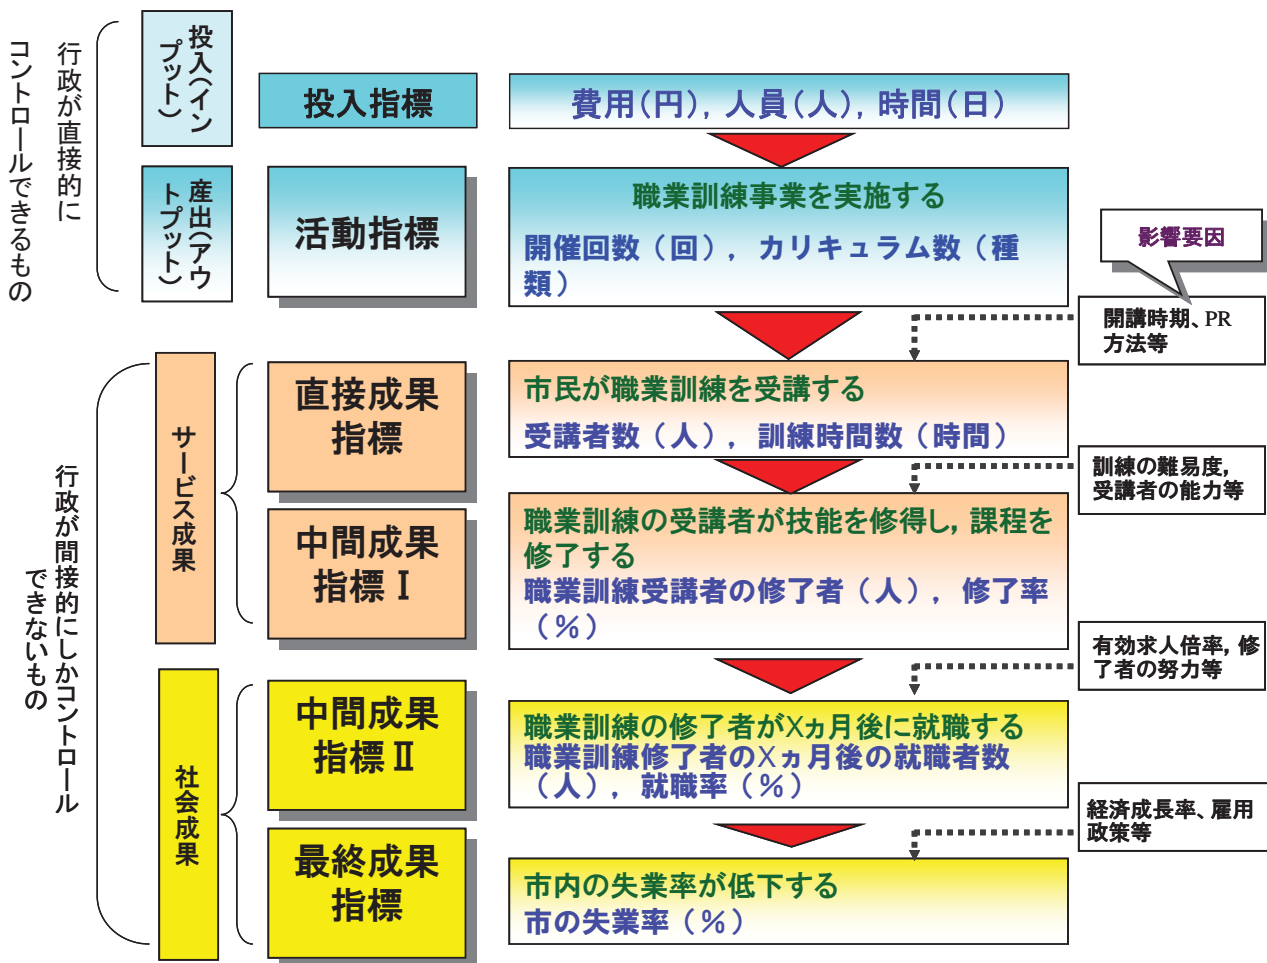 行政が直接的に
コントロールできるもの
投入(イン
プット)
投入指標
費用(円), 人員(人), 時間(日)
産出(アウ
トプット)
活動指標
職業訓練事業を実施する
開催回数(回), カリキュラム数(種
類)
影響要因
開講時期、PR
方法等
行政が間接的にしかコントロール
できないもの
サービス成果
直接成果
指標
市民が職業訓練を受講する
受講者数(人), 訓練時間数(時間)
訓練の難易度,
受講者の能力等
中間成果
指標Ⅰ
職業訓練の受講者が技能を修得し, 課程を
修了する
職業訓練受講者の修了者(人), 修了率
(%)
有効求人倍率, 修
了者の努力等
社会成果
中間成果
指標Ⅱ
職業訓練の修了者がXヵ月後に就職する
職業訓練修了者のXヵ月後の就職者数
(人), 就職率(%)
経済成長率、雇用
政策等
最終成果
指標
市内の失業率が低下する
市の失業率(%)